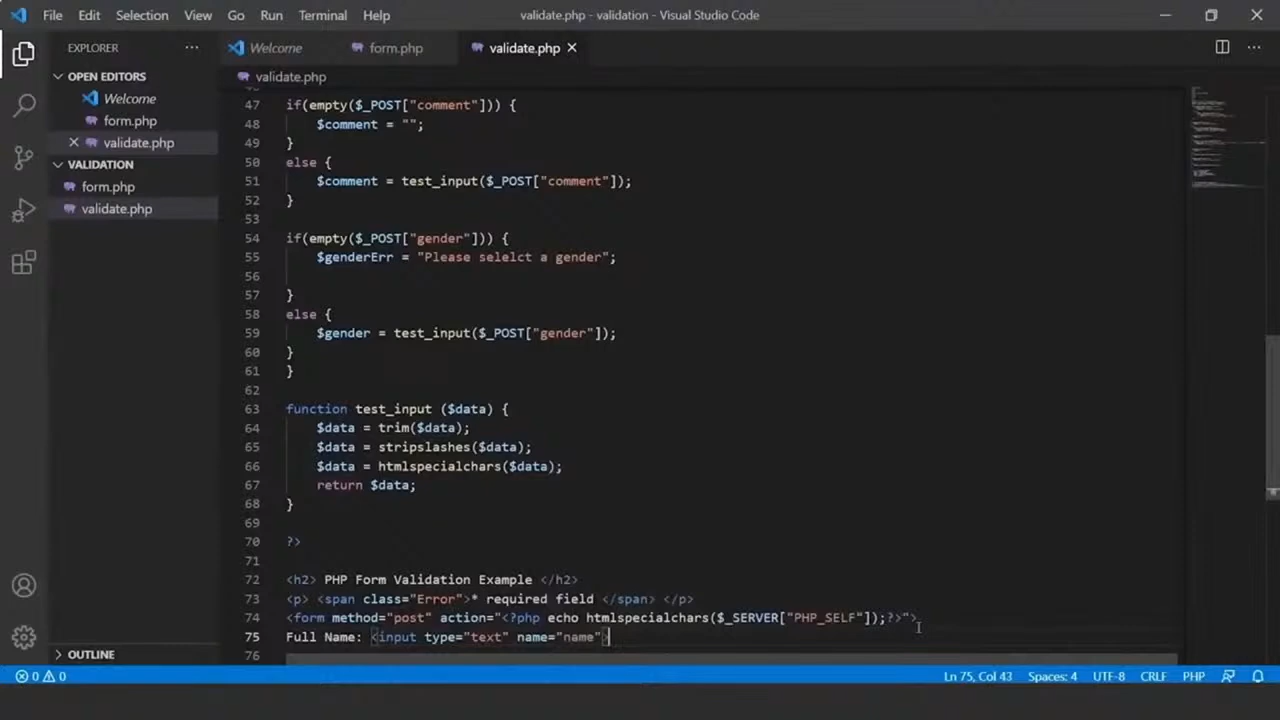 File Edit Selection View Go Run Terminal Help validate.php - validation - Visual Studio Code
EXPLORER ··· Welcome form.php validate.php ···
OPEN EDITORS
Welcome
form.php
validate.php
VALIDATION
form.php
validate.php
OUTLINE
validate.php
47 if(empty($_POST["comment"])) {
48 $comment = "";
49 }
50 else {
51 $comment = test_input($_POST["comment"]);
52 }
53
54 if(empty($_POST["gender"])) {
55 $genderErr = "Please selelct a gender";
56
57 }
58 else {
59 $gender = test_input($_POST["gender"]);
60 }
61 }
62
63 function test_input ($data) {
64 $data = trim($data);
65 $data = stripslashes($data);
66 $data = htmlspecialchars($data);
67 return $data;
68 }
69
70 ?>
71
72 <h2> PHP Form Validation Example </h2>
73 <p> <span class="Error">* required field </span> </p>
74 <form method="post" action="<?php echo htmlspecialchars($_SERVER["PHP_SELF"]);?>">
75 Full Name: <input type="text" name="name">
76
0 0 Ln 75, Col 43 Spaces: 4 UTF-8 CRLF PHP